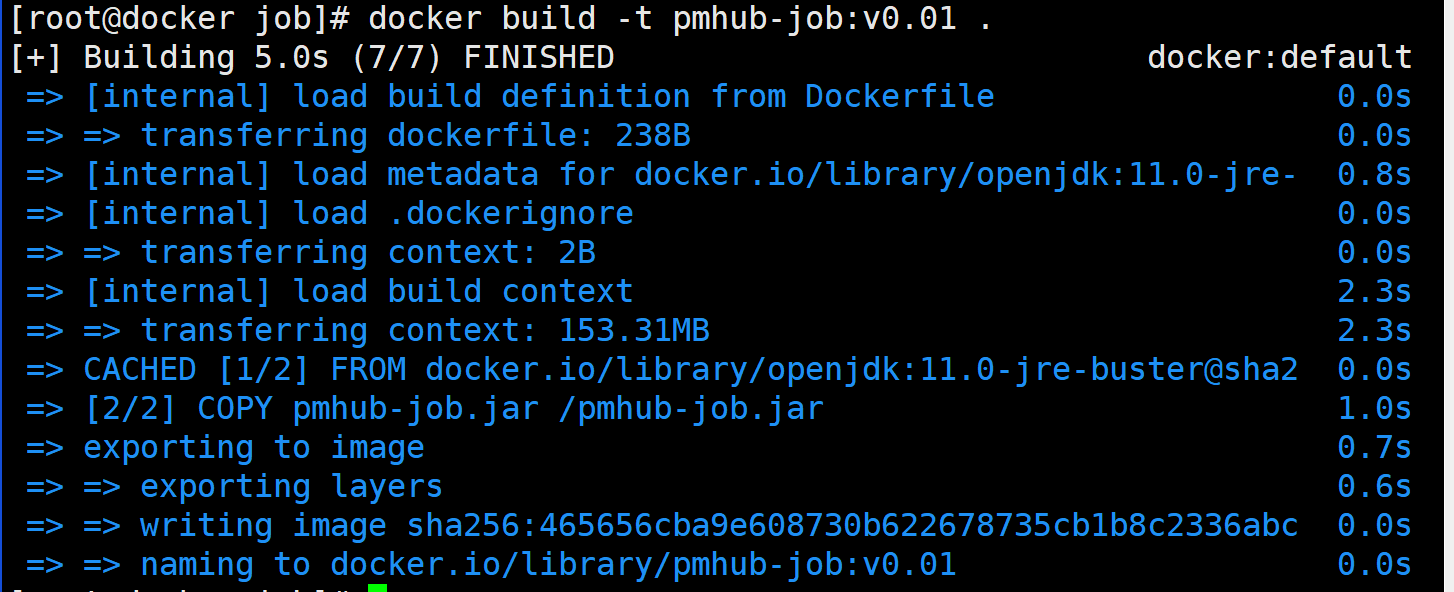 [root@docker job]# docker build -t pmhub-job:v0.01 .
[+] Building 5.0s (7/7) FINISHED docker:default
=> [internal] load build definition from Dockerfile 0.0s
=> => transferring dockerfile: 238B 0.0s
=> [internal] load metadata for docker.io/library/openjdk:11.0-jre- 0.8s
=> [internal] load .dockerignore 0.0s
=> => transferring context: 2B 0.0s
=> [internal] load build context 2.3s
=> => transferring context: 153.31MB 2.3s
=> CACHED [1/2] FROM docker.io/library/openjdk:11.0-jre-buster@sha2 0.0s
=> [2/2] COPY pmhub-job.jar /pmhub-job.jar 1.0s
=> exporting to image 0.7s
=> => exporting layers 0.6s
=> => writing image sha256:465656cba9e608730b622678735cb1b8c2336abc 0.0s
=> => naming to docker.io/library/pmhub-job:v0.01 0.0s